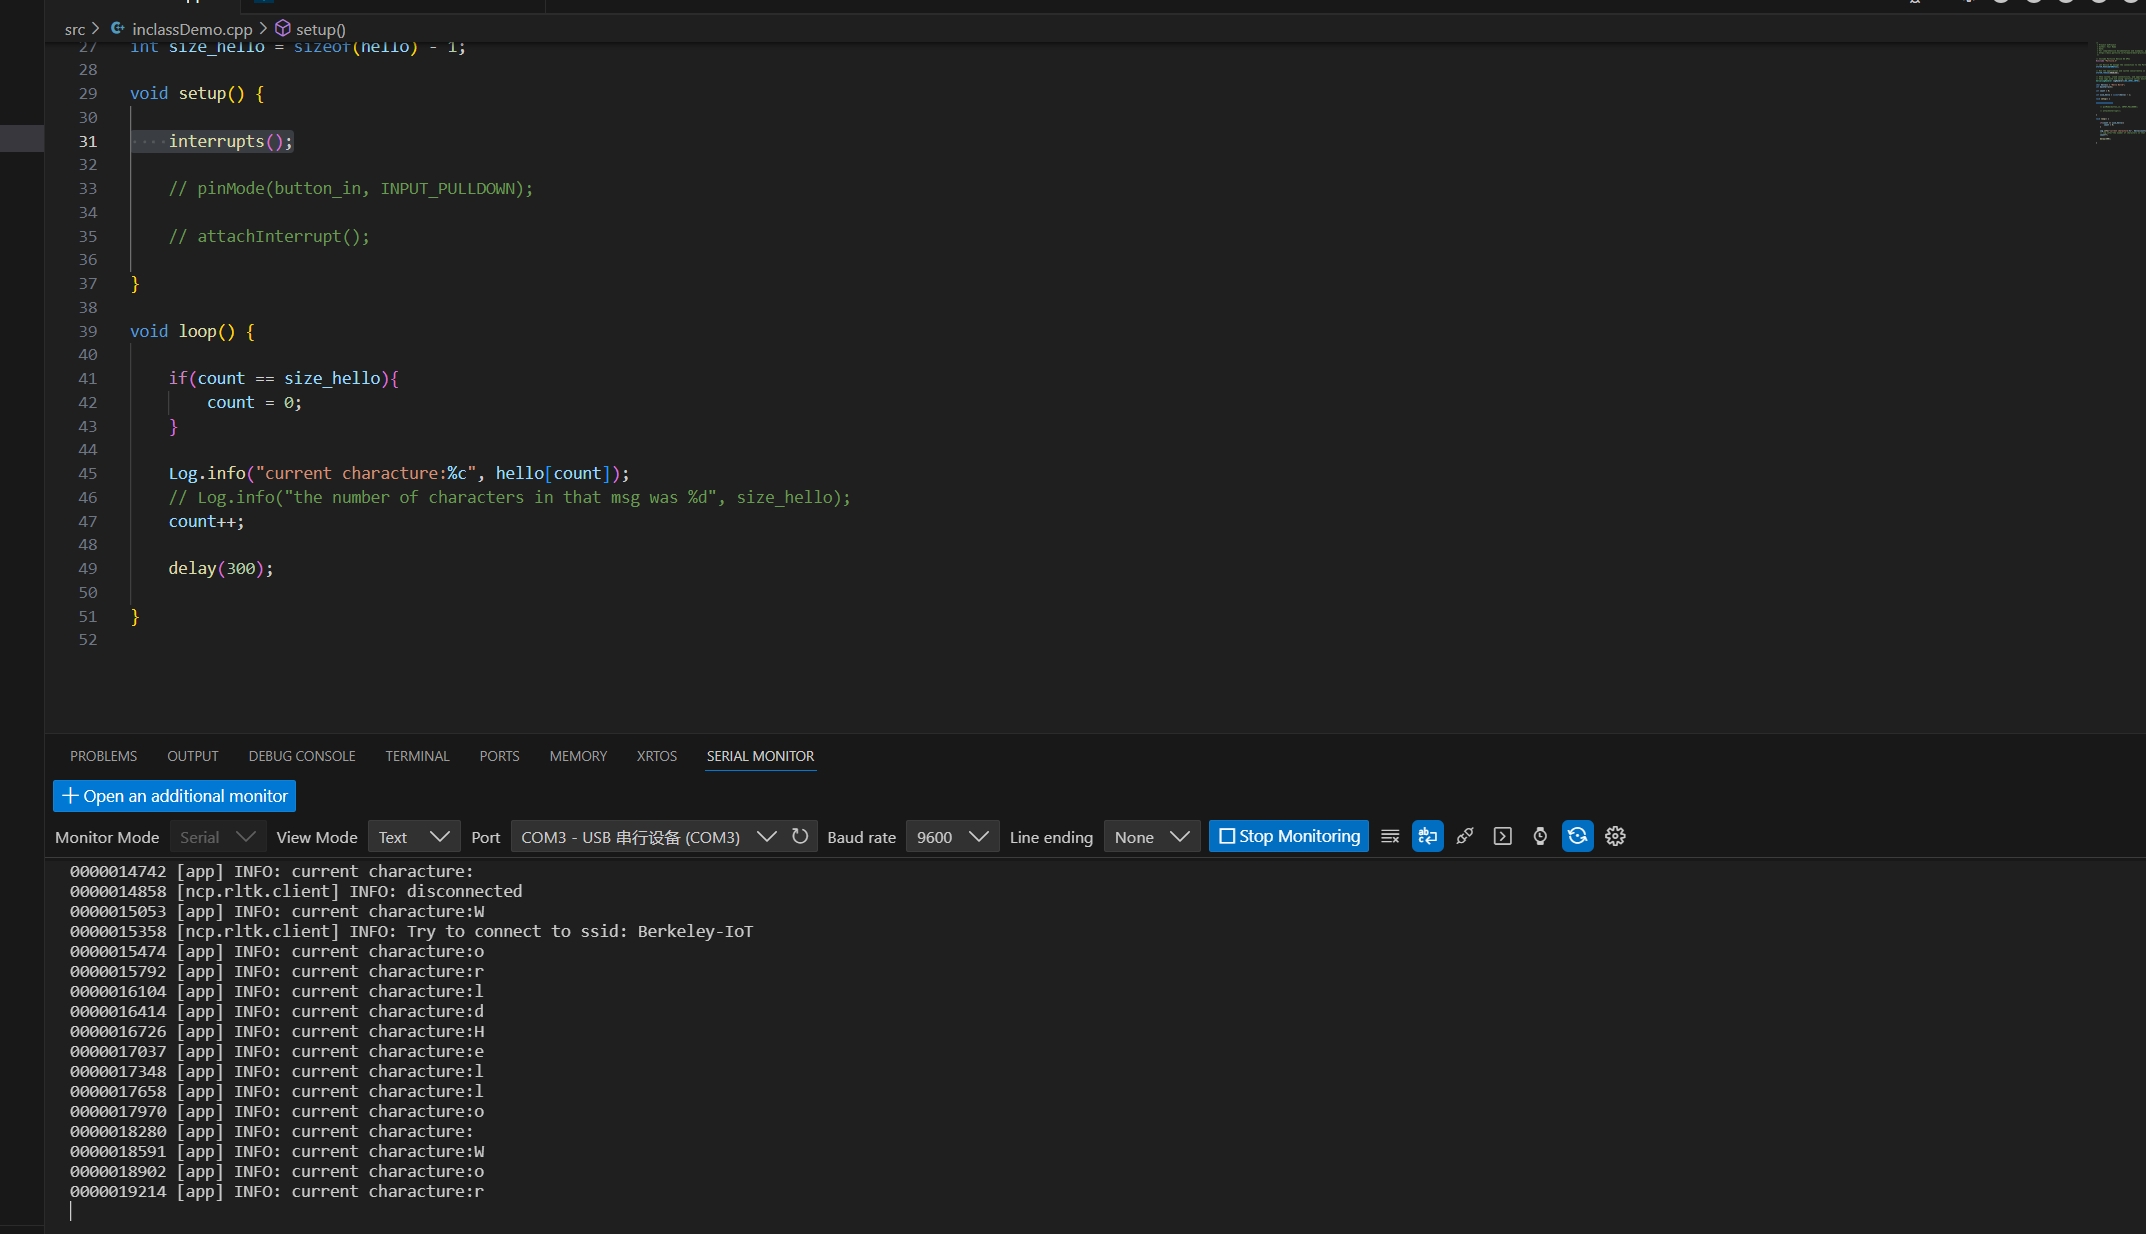 src > inclassDemo.cpp > setup()
27 int size_hello = sizeof(hello) - 1;
28
29 void setup() {
30
31 ····interrupts();
32
33 // pinMode(button_in, INPUT_PULLDOWN);
34
35 // attachInterrupt();
36
37 }
38
39 void loop() {
40
41 if(count == size_hello){
42 count = 0;
43 }
44
45 Log.info("current characture:%c", hello[count]);
46 // Log.info("the number of characters in that msg was %d", size_hello);
47 count++;
48
49 delay(300);
50
51 }
52
PROBLEMS OUTPUT DEBUG CONSOLE TERMINAL PORTS MEMORY XRTOS SERIAL MONITOR
+ Open an additional monitor
Monitor Mode Serial View Mode Text Port COM3 - USB 串行设备 (COM3) Baud rate 9600 Line ending None Stop Monitoring
0000014742 [app] INFO: current characture:
0000014858 [ncp.rltk.client] INFO: disconnected
0000015053 [app] INFO: current characture:W
0000015358 [ncp.rltk.client] INFO: Try to connect to ssid: Berkeley-IoT
0000015474 [app] INFO: current characture:o
0000015792 [app] INFO: current characture:r
0000016104 [app] INFO: current characture:l
0000016414 [app] INFO: current characture:d
0000016726 [app] INFO: current characture:H
0000017037 [app] INFO: current characture:e
0000017348 [app] INFO: current characture:l
0000017658 [app] INFO: current characture:l
0000017970 [app] INFO: current characture:o
0000018280 [app] INFO: current characture:
0000018591 [app] INFO: current characture:W
0000018902 [app] INFO: current characture:o
0000019214 [app] INFO: current characture:r